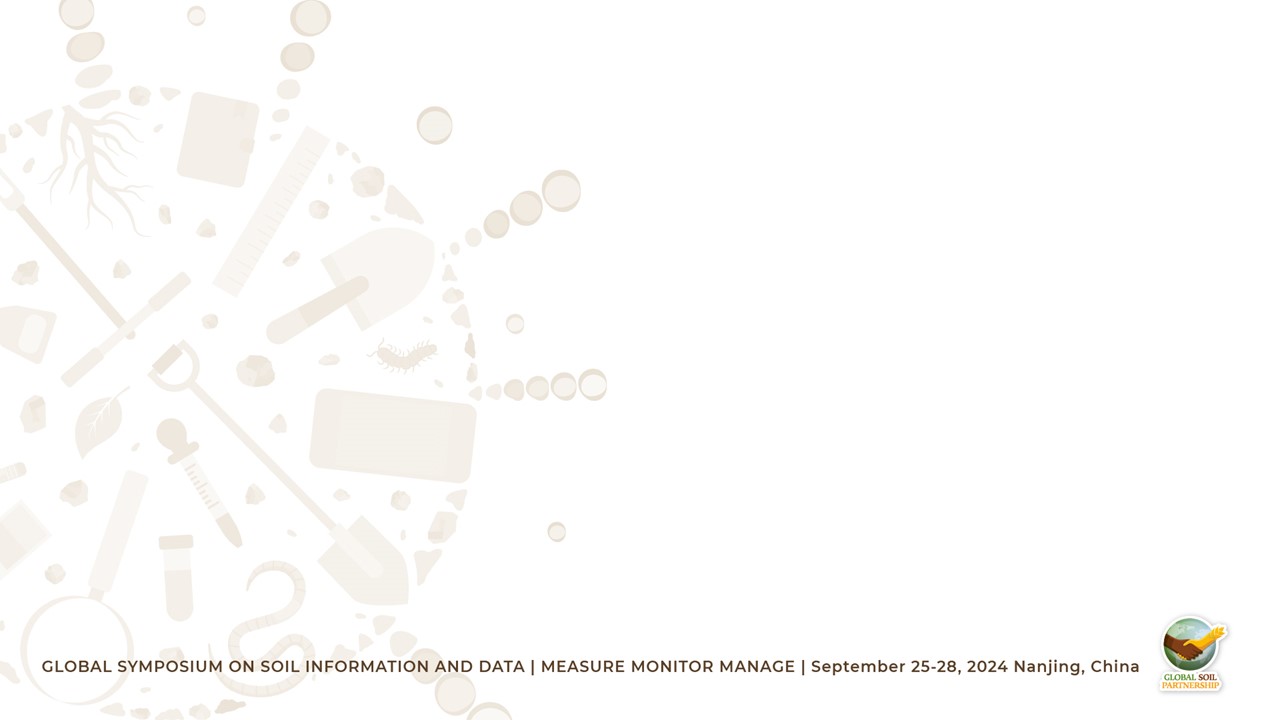 GLOBAL SYMPOSIUM ON SOIL INFORMATION AND DATA | MEASURE MONITOR MANAGE | September 25-28, 2024 Nanjing, China
GLOBAL SOIL
PARTNERSHIP